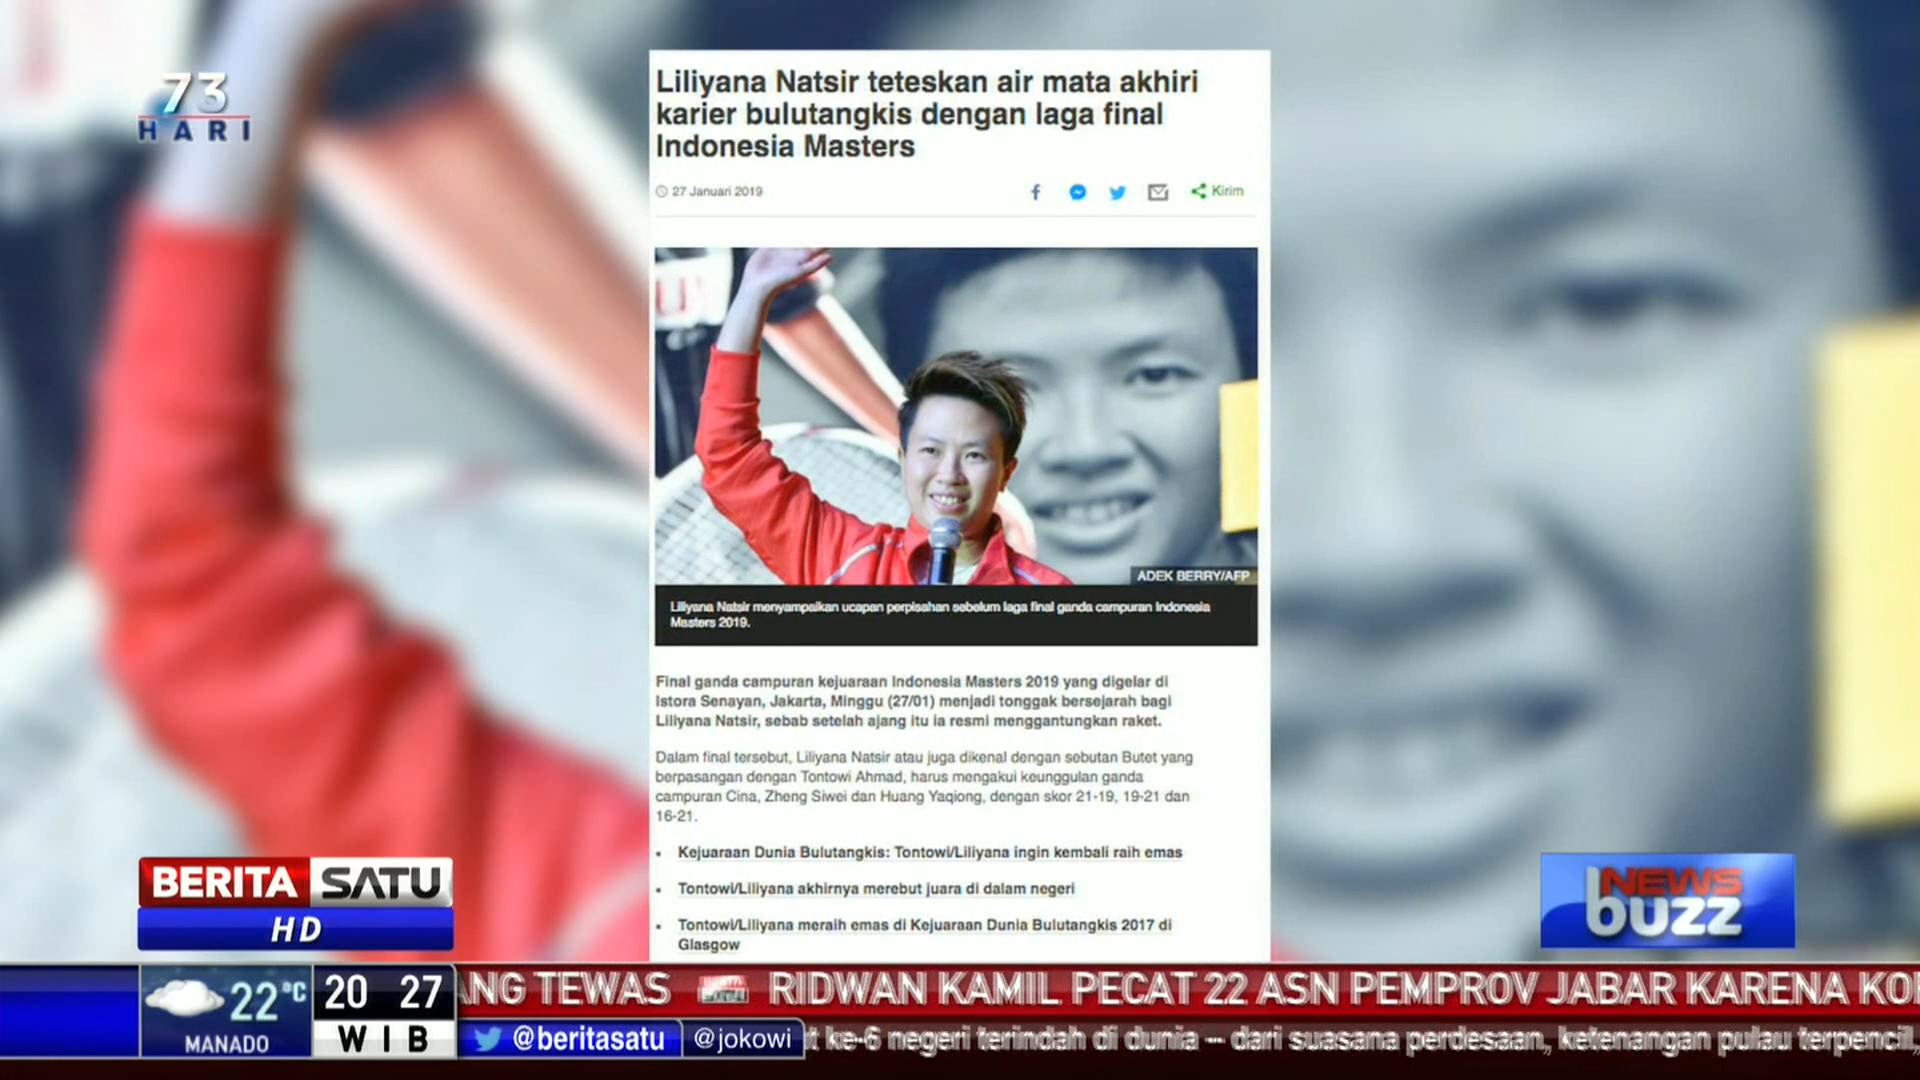 73
HARI
Liliyana Natsir teteskan air mata akhiri
karier bulutangkis dengan laga final
Indonesia Masters
27 Januari 2019
Kirim
ADEK BERRY/AFP
Liliyana Natsir menyampaikan ucapan perpisahan sebelum laga final ganda campuran Indonesia
Masters 2019.
Final ganda campuran kejuaraan Indonesia Masters 2019 yang digelar di
Istora Senayan, Jakarta, Minggu (27/01) menjadi tonggak bersejarah bagi
Liliyana Natsir, sebab setelah ajang itu ia resmi menggantungkan raket.
Dalam final tersebut, Liliyana Natsir atau juga dikenal dengan sebutan Butet yang
berpasangan dengan Tontowi Ahmad, harus mengakui keunggulan ganda
campuran Cina, Zheng Siwei dan Huang Yaqiong, dengan skor 21-19, 19-21 dan
16-21.
Kejuaraan Dunia Bulutangkis: Tontowi/Liliyana ingin kembali raih emas
Tontowi/Liliyana akhirnya merebut juara di dalam negeri
Tontowi/Liliyana meraih emas di Kejuaraan Dunia Bulutangkis 2017 di
Glasgow
BERITA SATU
HD
NEWS
buzz
22°C
MANADO
20 27
WIB
TEWAS RIDWAN KAMIL PECAT 22 ASN PEMPROV JABAR KARENA
@beritasatu @jokowi ke-6 negeri terindah di dunia – dari suasana perdesaan, ketenangan pulau terpencil,